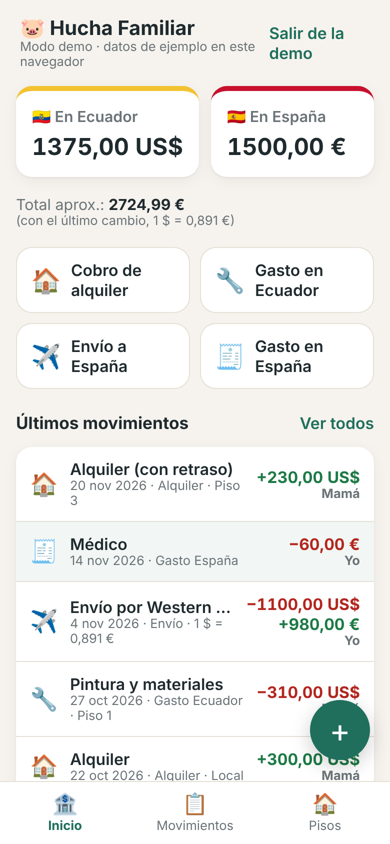 Hucha Familiar
Modo demo · datos de ejemplo en este
navegador
Salir de la
demo
En Ecuador
1375,00 US$
En España
1500,00 €
Total aprox.: 2724,99 €
(con el último cambio, 1 $ = 0,891 €)
Cobro de
alquiler
Gasto en
Ecuador
Envío a
España
Gasto en
España
Últimos movimientos
Ver todos
Alquiler (con retraso)
20 nov 2026 · Alquiler · Piso
3
+230,00 US$
Mamá
Médico
14 nov 2026 · Gasto España
−60,00 €
Yo
Envío por Western ...
4 nov 2026 · Envío · 1 $ =
0,891 €
−1100,00 US$
+980,00 €
Yo
Pintura y materiales
27 oct 2026 · Gasto Ecuador
· Piso 1
−310,00 US$
+
Alquiler
22 oct 2026 · Alquiler · Local
+300,00 US$
Mamá
Inicio
Movimientos
Pisos